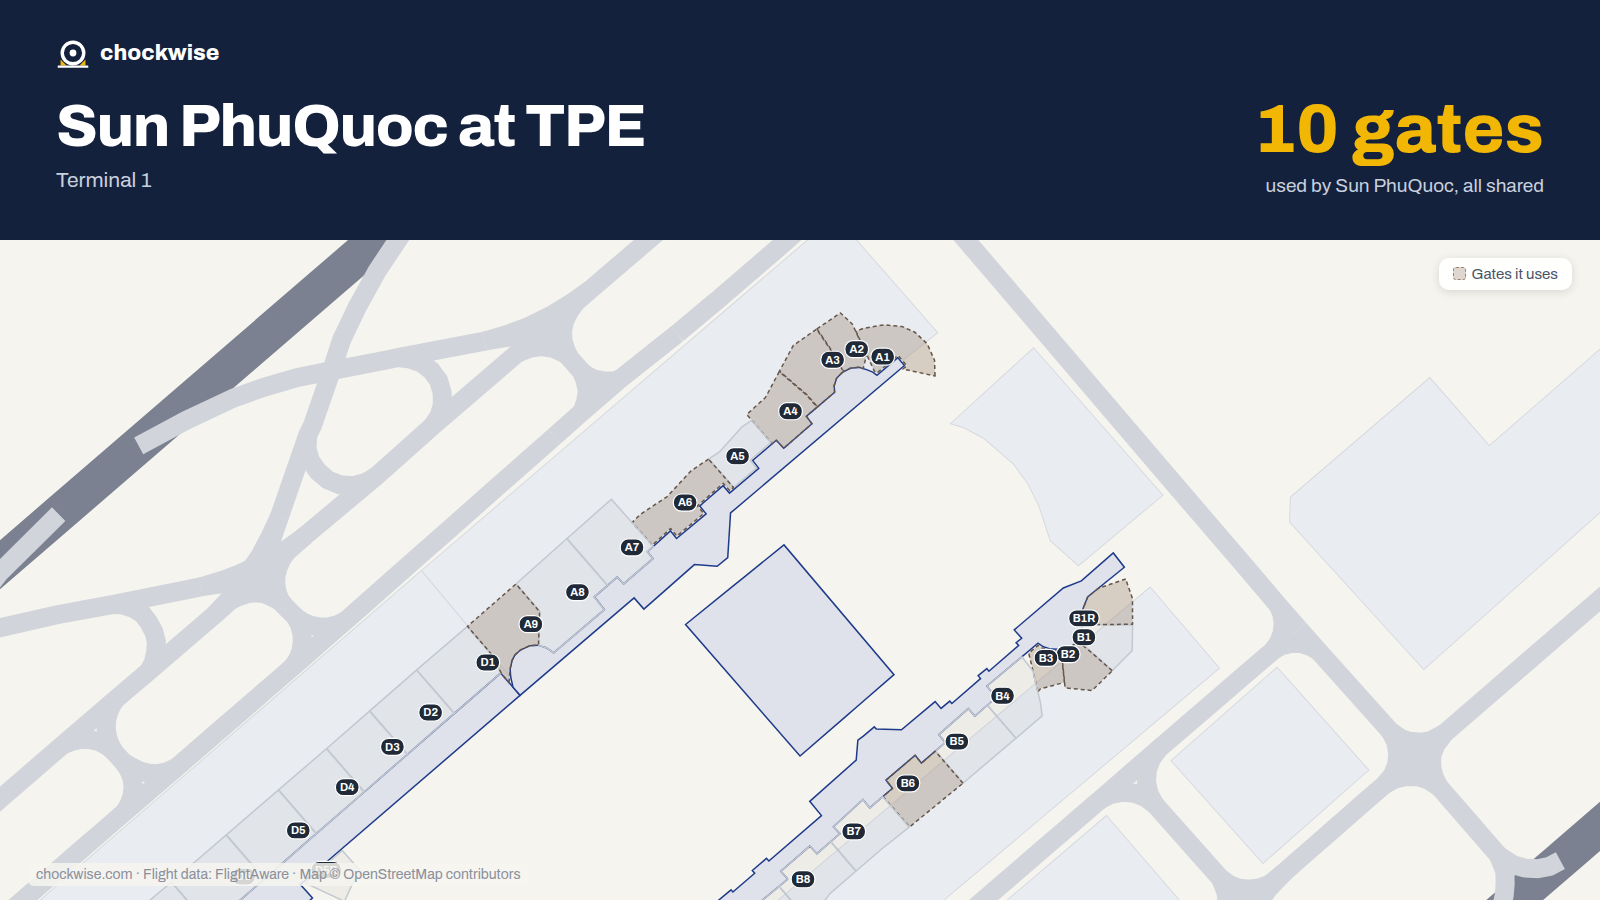 chockwise
Sun PhuQuoc at TPE
Terminal 1
10 gates
used by Sun PhuQuoc, all shared
Gates it uses
A1
A2
A3
A4
A5
A6
A7
A8
A9
D1
D2
D3
D4
D5
B1R
B1
B2
B3
B4
B5
B6
B7
B8
chockwise.com · Flight data: FlightAware · Map © OpenStreetMap contributors